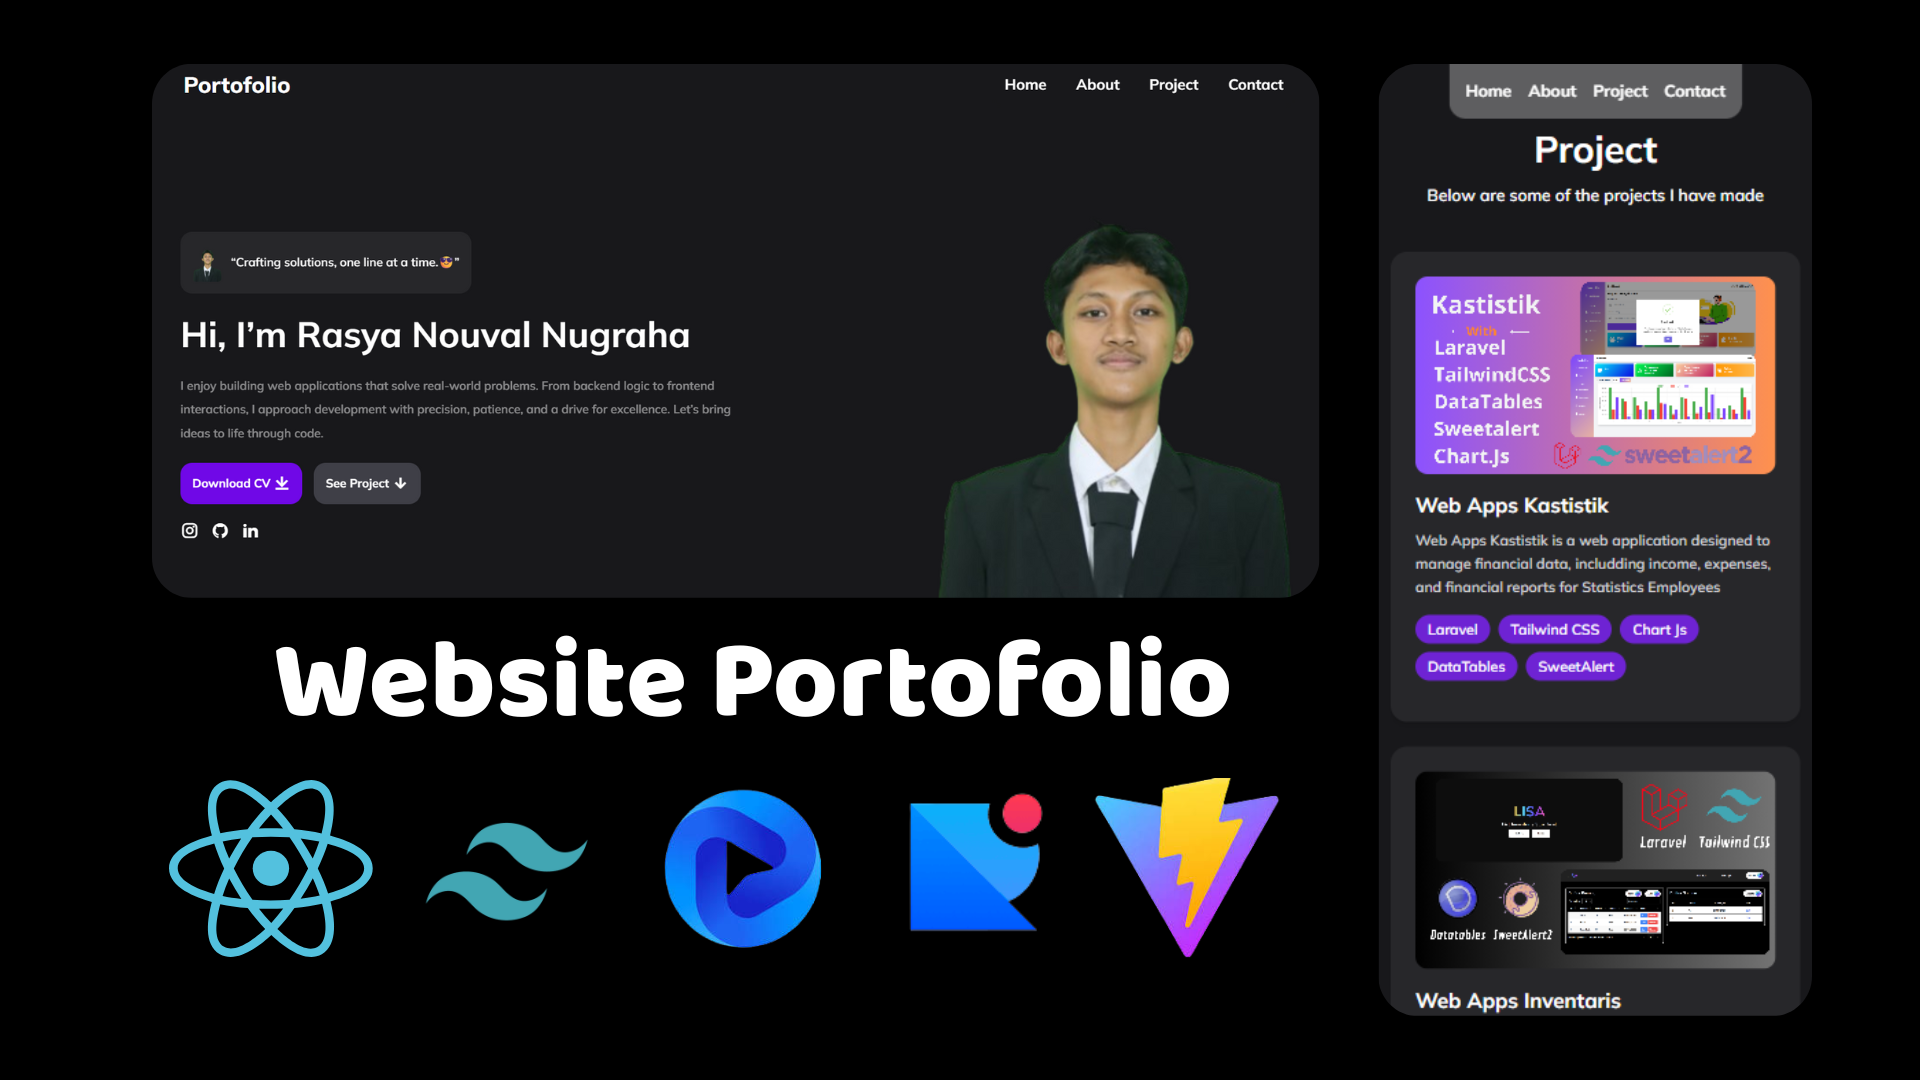 Portofolio
Home About Project Contact
“Crafting solutions, one line at a time.😎”
Hi, I’m Rasya Nouval Nugraha
I enjoy building web applications that solve real-world problems. From backend logic to frontend
interactions, I approach development with precision, patience, and a drive for excellence. Let’s bring
ideas to life through code.
Download CV
See Project
Website Portofolio
Home About Project Contact
Project
Below are some of the projects I have made
Kastistik
With
Laravel
TailwindCSS
DataTables
Sweetalert
Chart.Js
sweetalert2
Web Apps Kastistik
Web Apps Kastistik is a web application designed to
manage financial data, includding income, expenses,
and financial reports for Statistics Employees
Laravel
Tailwind CSS
Chart Js
DataTables
SweetAlert
LISA
Laravel
Tailwind CSS
Datatables
SweetAlert2
Web Apps Inventaris